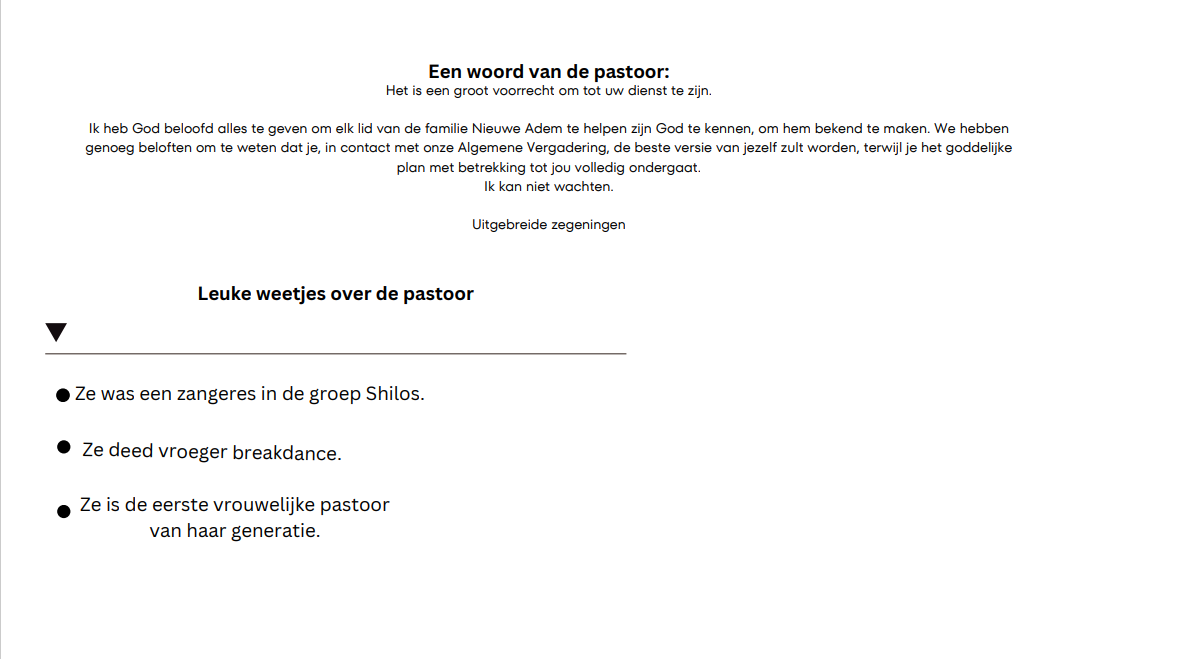 Een woord van de pastoor:
Het is een groot voorrecht om tot uw dienst te zijn.
Ik heb God beloofd alles te geven om elk lid van de familie Nieuwe Adem te helpen zijn God te kennen, om hem bekend te maken. We hebben
genoeg beloften om te weten dat je, in contact met onze Algemene Vergadering, de beste versie van jezelf zult worden, terwijl je het goddelijke
plan met betrekking tot jou volledig ondergaat.
Ik kan niet wachten.
Uitgebreide zegeningen
Leuke weetjes over de pastoor
Ze was een zangeres in de groep Shilos.
Ze deed vroeger breakdance.
Ze is de eerste vrouwelijke pastoor
van haar generatie.